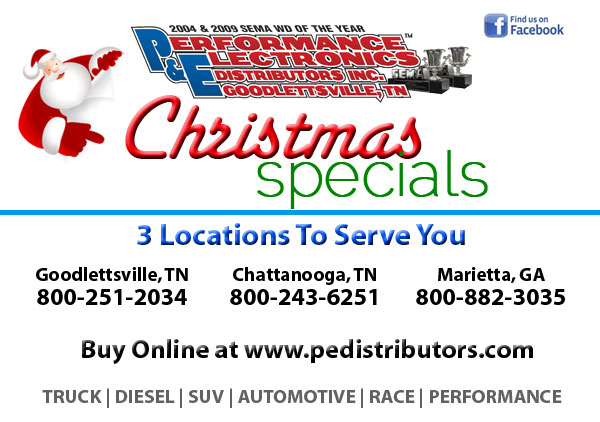 2004 & 2009 SEMA WD OF THE YEAR
Find us on
Facebook
PERFORMANCE™
& ELECTRONICS
DISTRIBUTORS INC.
GOODLETTSVILLE, TN
SEMA
Christmas
specials
3 Locations To Serve You
Goodlettsville, TN Chattanooga, TN Marietta, GA
800-251-2034 800-243-6251 800-882-3035
Buy Online at www.pedistributors.com
TRUCK | DIESEL | SUV | AUTOMOTIVE | RACE | PERFORMANCE